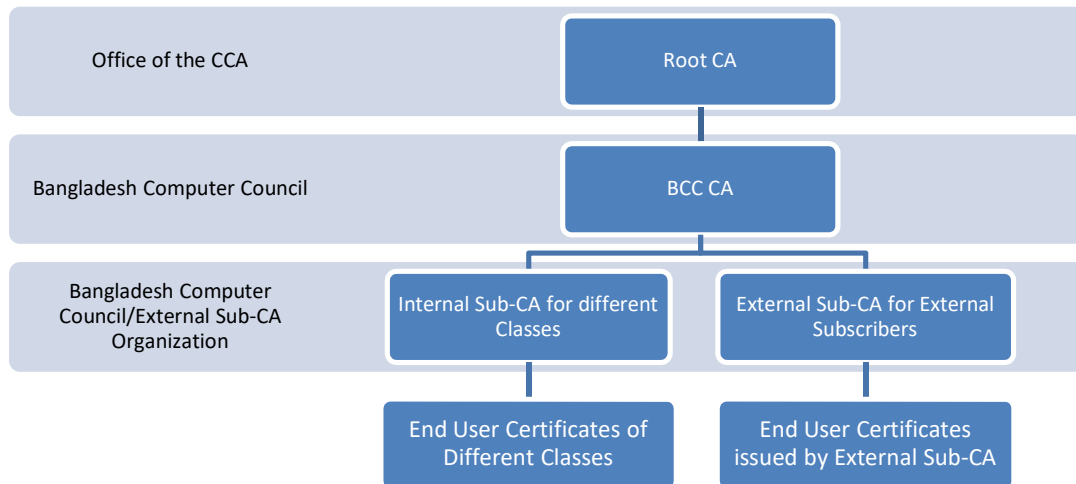 Office of the CCA
Root CA
Bangladesh Computer Council
BCC CA
Bangladesh Computer
Council/External Sub-CA
Organization
Internal Sub-CA for different
Classes
External Sub-CA for External
Subscribers
End User Certificates of
Different Classes
End User Certificates
issued by External Sub-CA